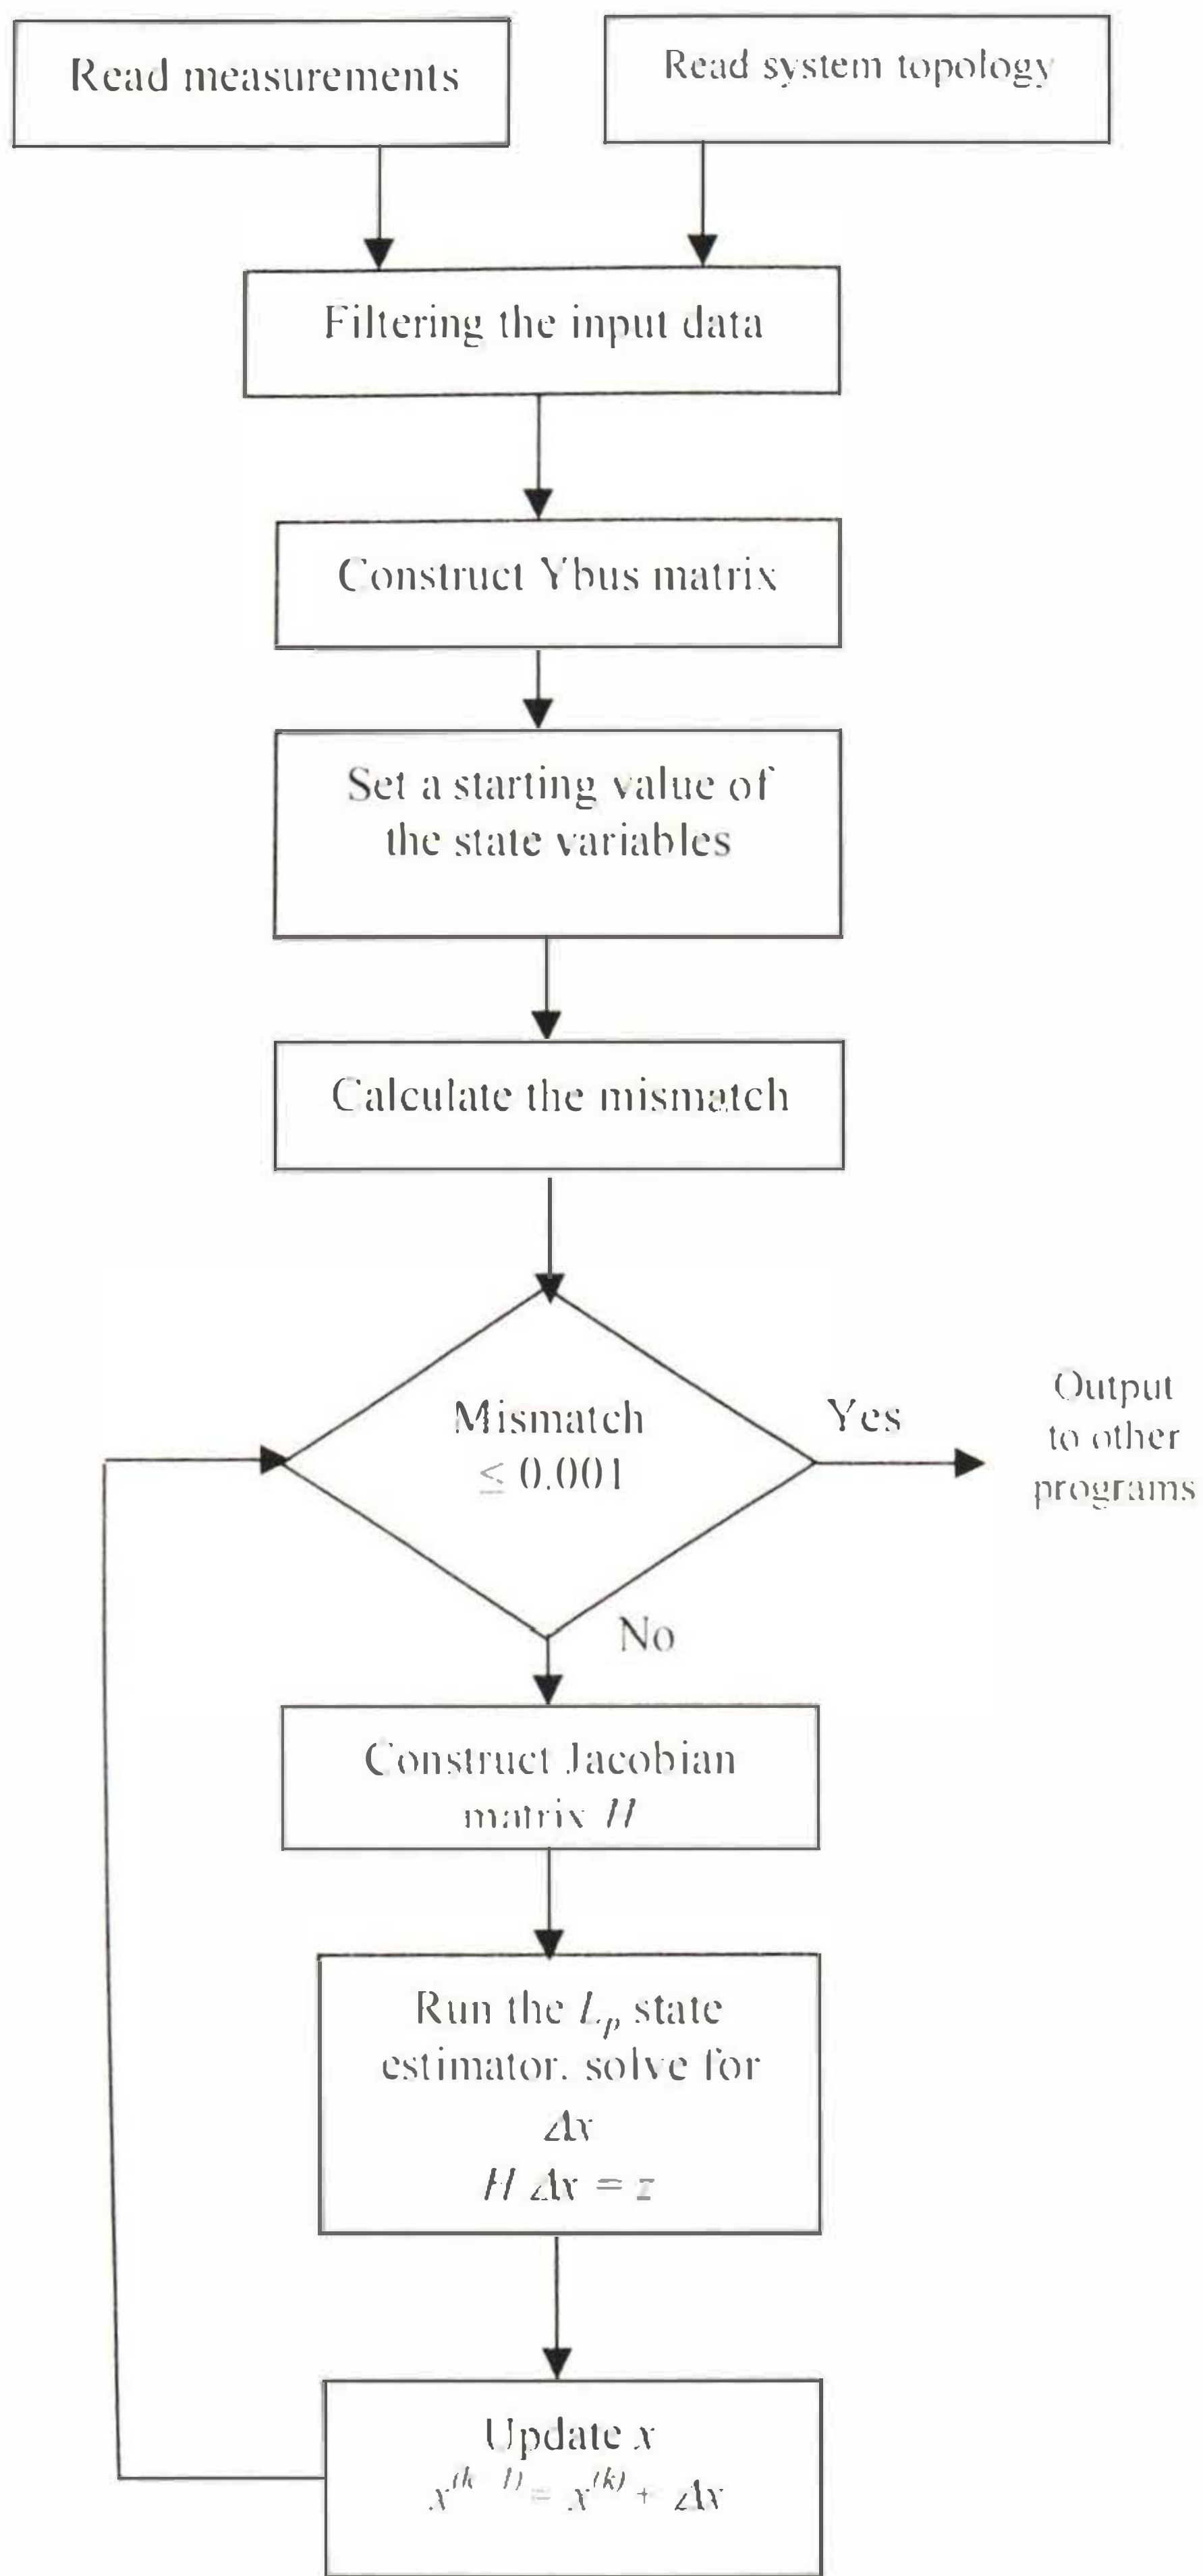 Read measurements
Read system topology
Filtering the input data
Construct Ybus matrix
Set a starting value of
the state variables
Calculate the mismatch
Mismatch
≤ 0.001
Yes
Output
to other
programs
No
Construct Jacobian
matrix H
Run the Lp state
estimator, solve for
Δx
H Δx = z
Update x
x(k 1) = x(k) + Δx